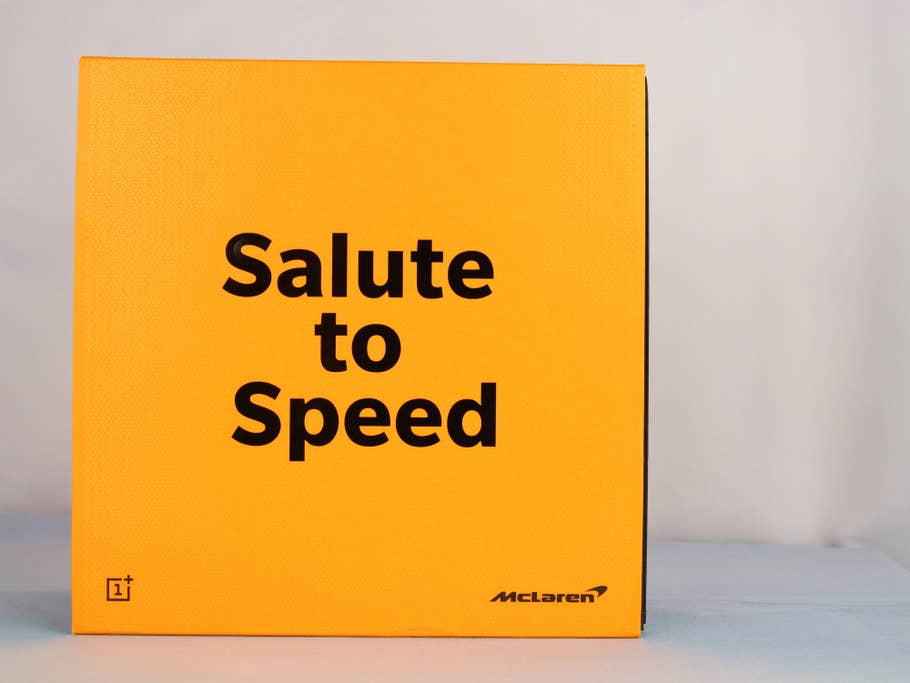 Salute
to
Speed
1+
McLaren